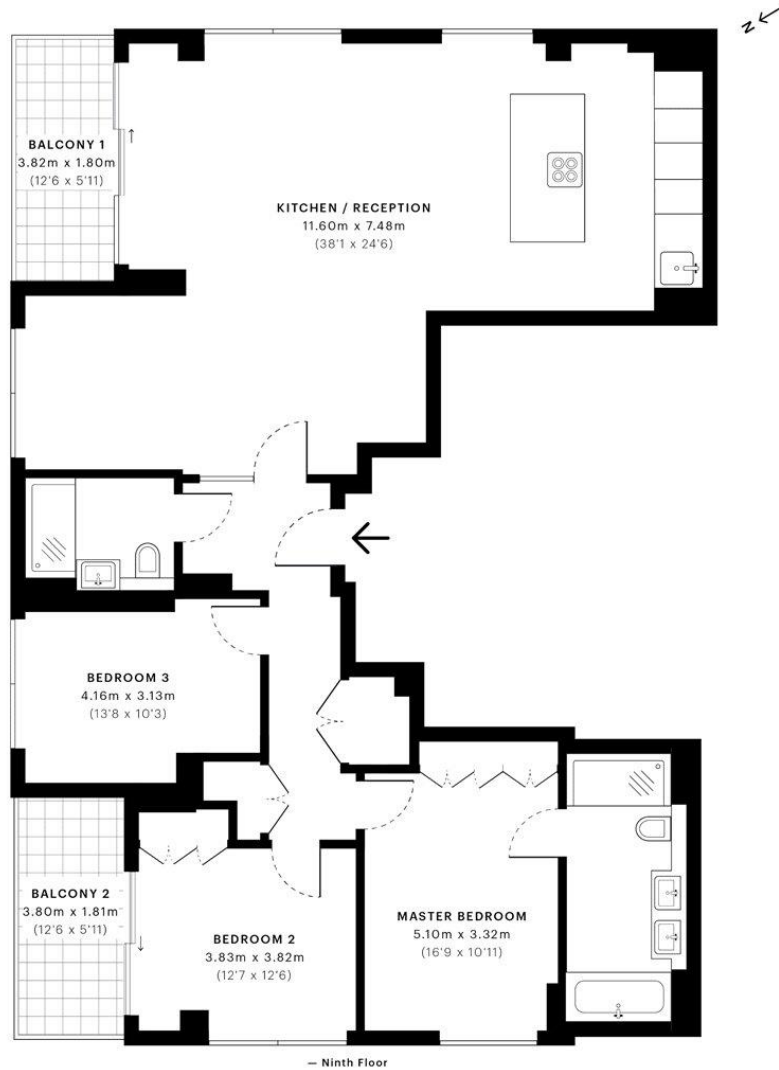 N
BALCONY 1
3.82m x 1.80m
(12'6 x 5'11)
KITCHEN / RECEPTION
11.60m x 7.48m
(38'1 x 24'6)
BEDROOM 3
4.16m x 3.13m
(13'8 x 10'3)
BALCONY 2
3.80m x 1.81m
(12'6 x 5'11)
BEDROOM 2
3.83m x 3.82m
(12'7 x 12'6)
MASTER BEDROOM
5.10m x 3.32m
(16'9 x 10'11)
— Ninth Floor